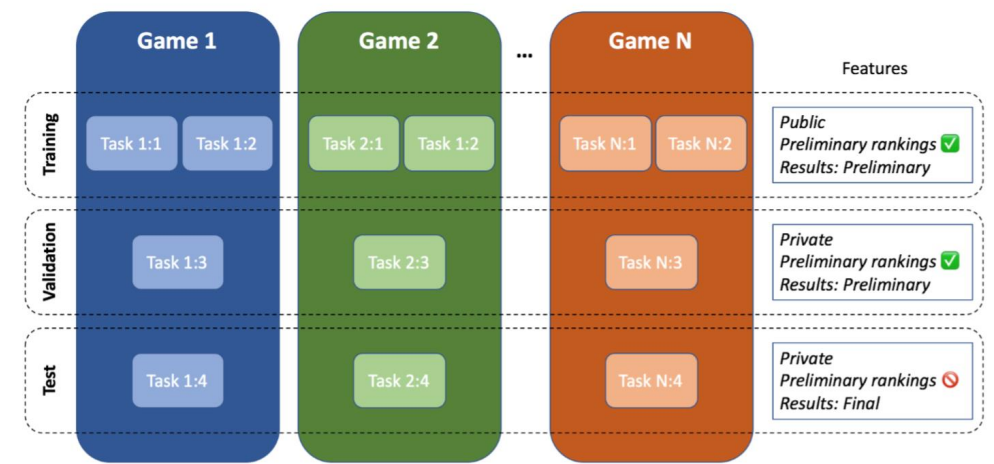 Game 1
Game 2
...
Game N
Features
Training
Task 1:1
Task 1:2
Task 2:1
Task 1:2
Task N:1
Task N:2
Public
Preliminary rankings ✅
Results: Preliminary
Validation
Task 1:3
Task 2:3
Task N:3
Private
Preliminary rankings ✅
Results: Preliminary
Test
Task 1:4
Task 2:4
Task N:4
Private
Preliminary rankings 🚫
Results: Final